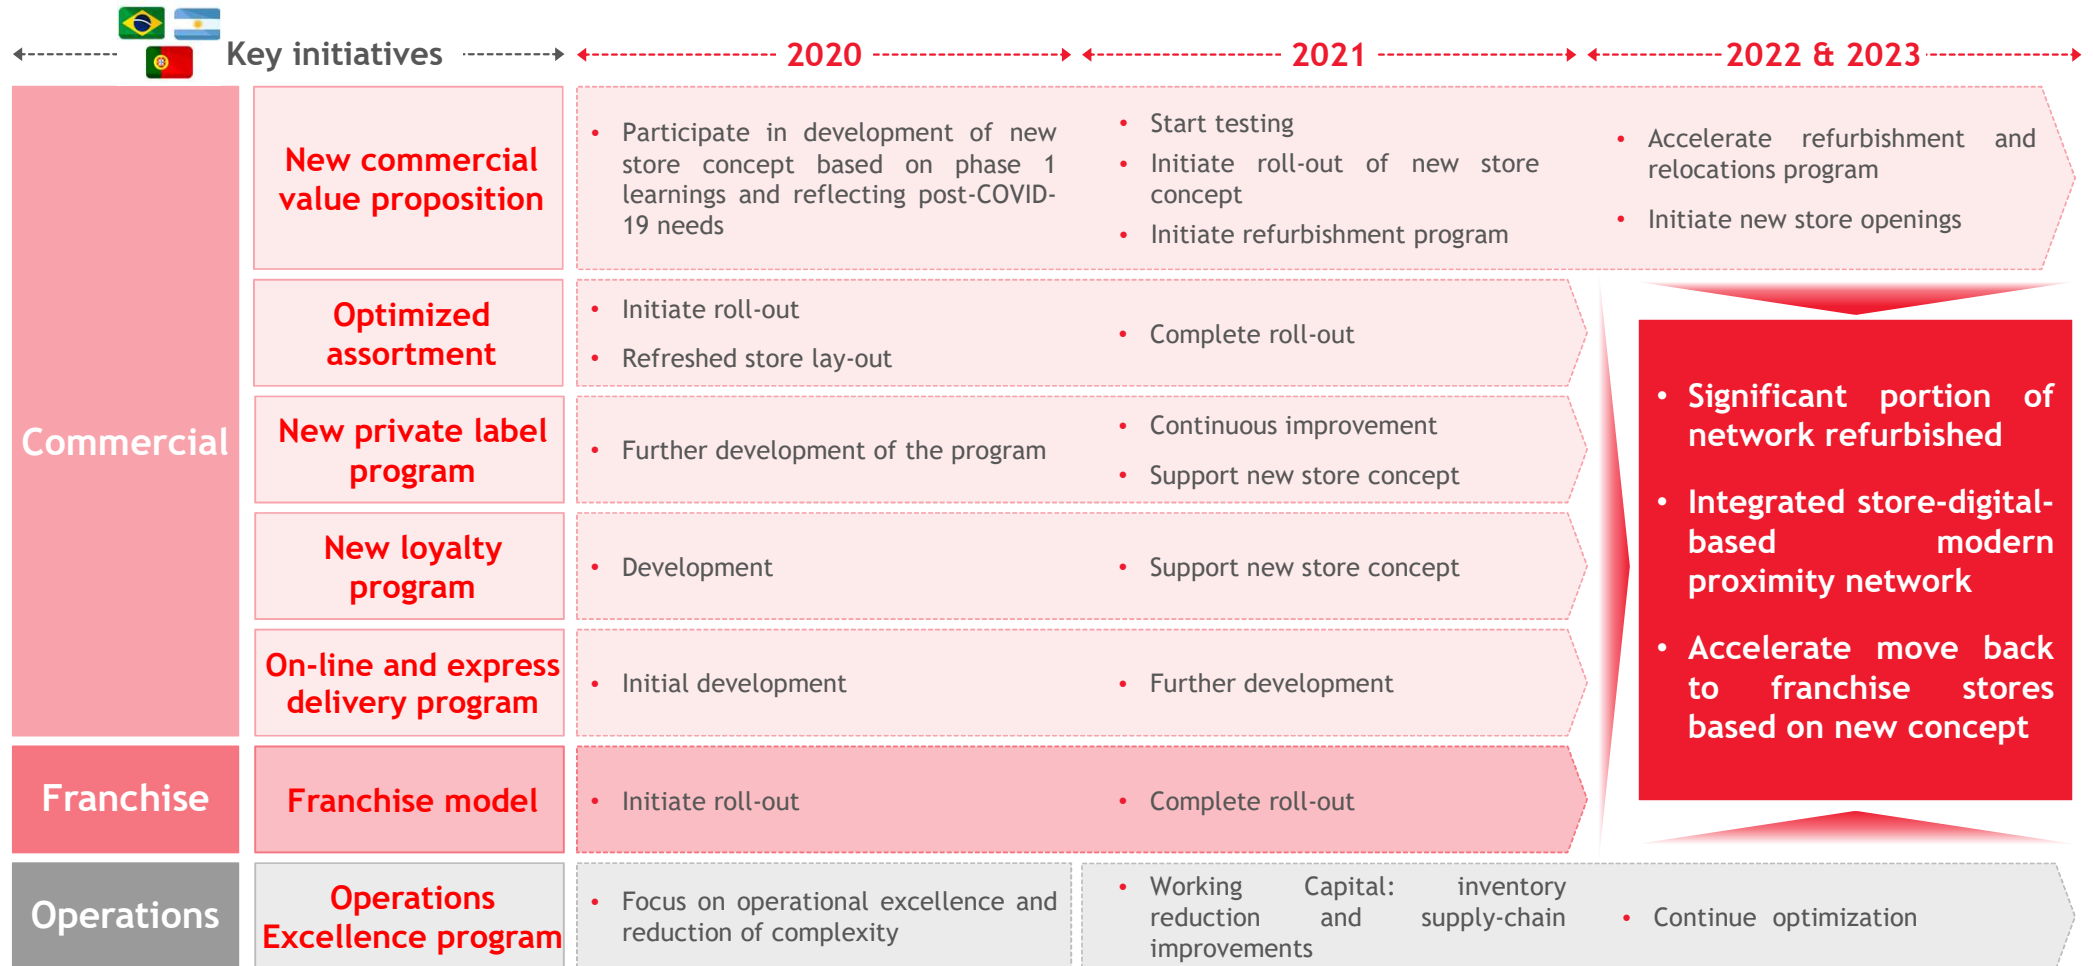 Key initiatives
2020
2021
2022 & 2023
Commercial
New commercial
value proposition
• Participate in development of new
store concept based on phase 1
learnings and reflecting post-COVID-
19 needs
• Start testing
• Initiate roll-out of new store
concept
• Initiate refurbishment program
• Accelerate refurbishment and
relocations program
• Initiate new store openings
Optimized
assortment
• Initiate roll-out
• Refreshed store lay-out
• Complete roll-out
New private label
program
• Further development of the program
• Continuous improvement
• Support new store concept
New loyalty
program
• Development
• Support new store concept
On-line and express
delivery program
• Initial development
• Further development
• Significant portion of
network refurbished
• Integrated store-digital-
based modern
proximity network
• Accelerate move back
to franchise stores
based on new concept
Franchise
Franchise model
• Initiate roll-out
• Complete roll-out
Operations
Operations
Excellence program
• Focus on operational excellence and
reduction of complexity
• Working Capital: inventory
reduction and supply-chain
improvements
• Continue optimization